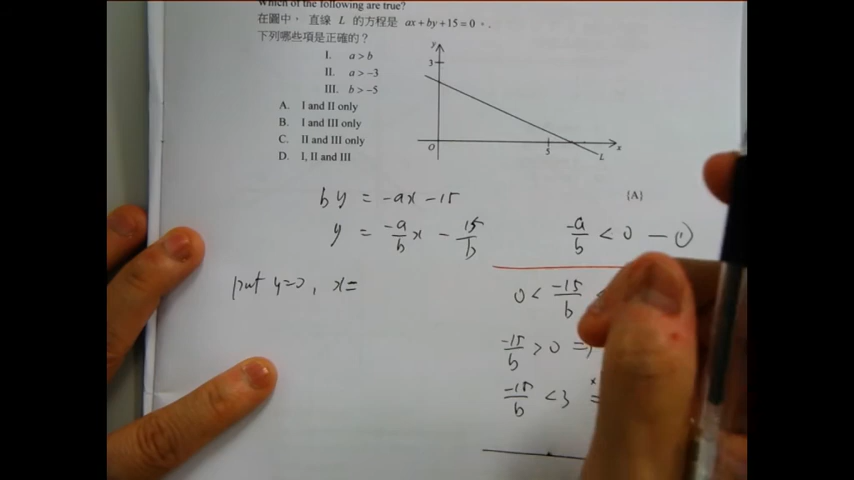 Which of the following are true?
在圖中， 直線 L 的方程是 ax + by + 15 = 0 。
下列哪些項是正確的？
I. a > b
II. a > −3
III. b > −5
A. I and II only
B. I and III only
C. II and III only
D. I, II and III
y
3
O
5
x
L
{A}
by = -ax - 15
y = -a/b x - 15/b
-a/b < 0 — ①
put y=0, x=
0 < -15/b <
-15/b > 0 ⇒
-15/b < 3